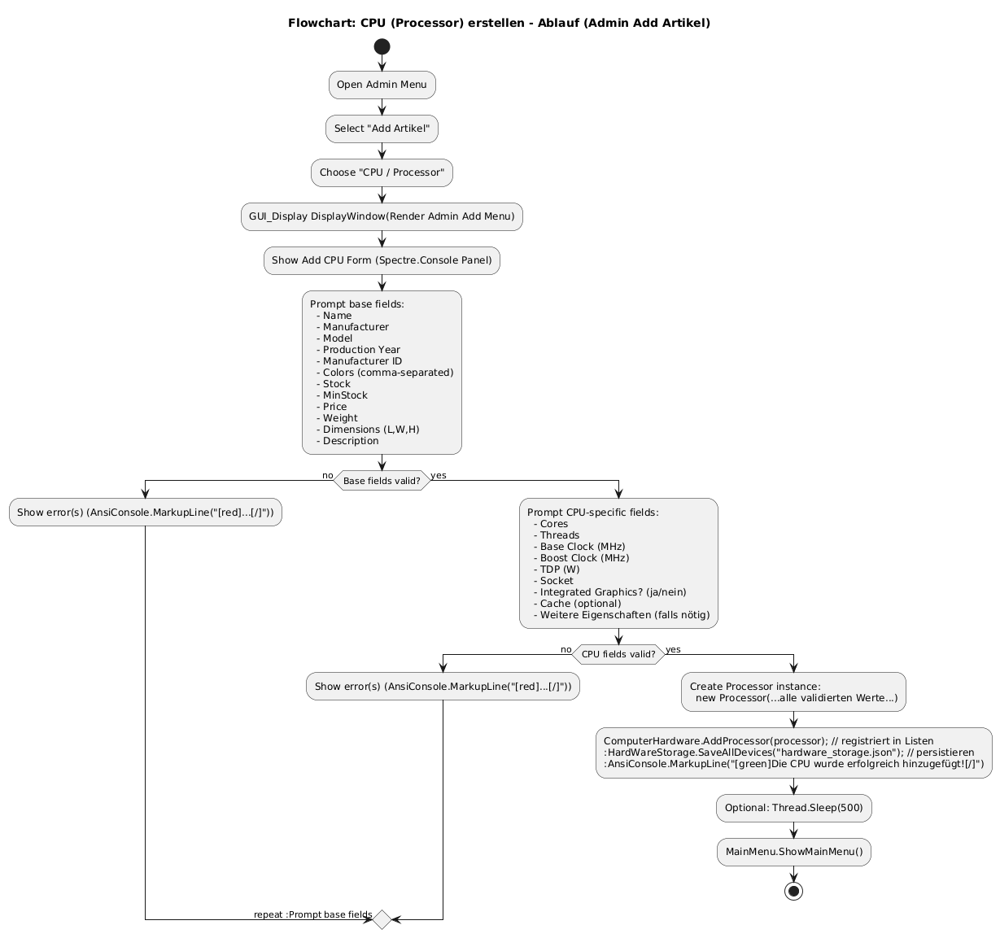 Flowchart: CPU (Processor) erstellen - Ablauf (Admin Add Artikel)
Open Admin Menu
Select "Add Artikel"
Choose "CPU / Processor"
GUI_Display DisplayWindow(Render Admin Add Menu)
Show Add CPU Form (Spectre.Console Panel)
Prompt base fields:
- Name
- Manufacturer
- Model
- Production Year
- Manufacturer ID
- Colors (comma-separated)
- Stock
- MinStock
- Price
- Weight
- Dimensions (L,W,H)
- Description
no
Base fields valid?
yes
Show error(s) (AnsiConsole.MarkupLine("[red]...[/]"))
Prompt CPU-specific fields:
- Cores
- Threads
- Base Clock (MHz)
- Boost Clock (MHz)
- TDP (W)
- Socket
- Integrated Graphics? (ja/nein)
- Cache (optional)
- Weitere Eigenschaften (falls nötig)
no
CPU fields valid?
yes
Show error(s) (AnsiConsole.MarkupLine("[red]...[/]"))
Create Processor instance:
new Processor(...alle validierten Werte...)
ComputerHardware.AddProcessor(processor); // registriert in Listen
:HardWareStorage.SaveAllDevices("hardware_storage.json"); // persistieren
:AnsiConsole.MarkupLine("[green]Die CPU wurde erfolgreich hinzugefügt![/]")
Optional: Thread.Sleep(500)
MainMenu.ShowMainMenu()
repeat :Prompt base fields